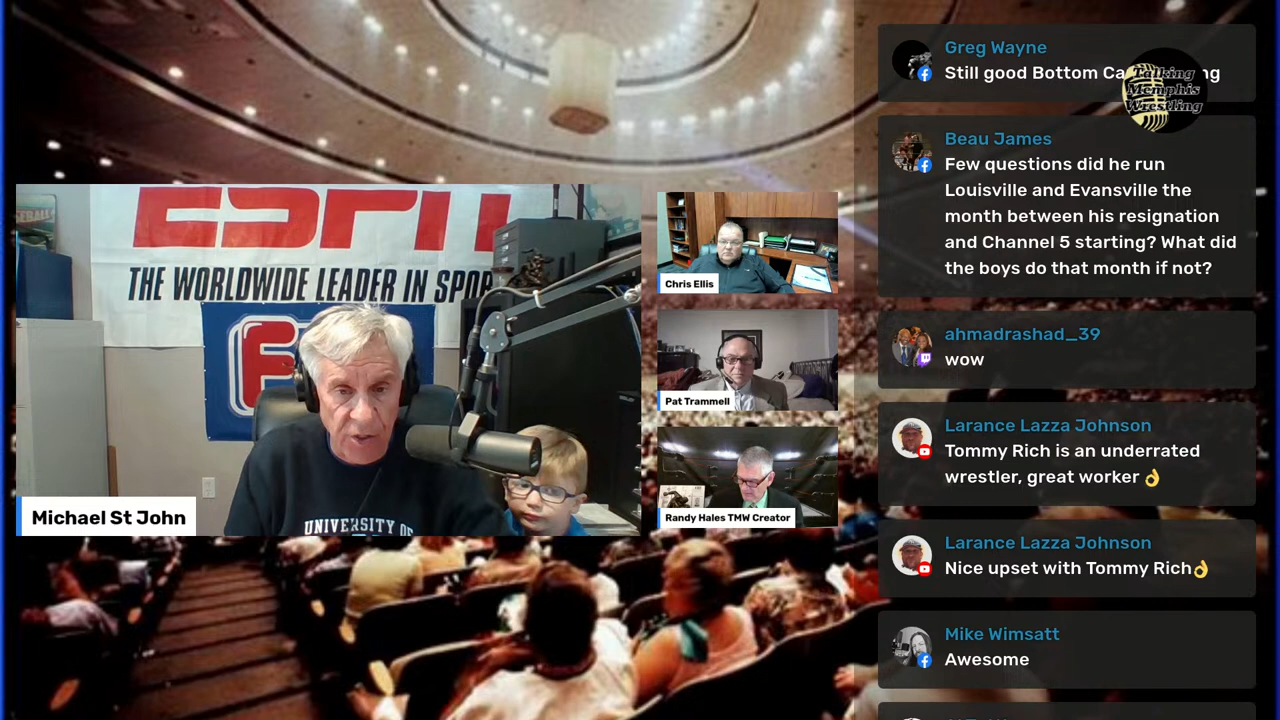 ESPN
THE WORLDWIDE LEADER IN SPOR
Michael St John
UNIVERSITY OF
Chris Ellis
Pat Trammell
Randy Hales TMW Creator
Greg Wayne
Still good Bottom Ca
Talking
Memphis
Wrestling
Beau James
Few questions did he run
Louisville and Evansville the
month between his resignation
and Channel 5 starting? What did
the boys do that month if not?
ahmadrashad_39
wow
Larance Lazza Johnson
Tommy Rich is an underrated
wrestler, great worker 👌
Larance Lazza Johnson
Nice upset with Tommy Rich👌
Mike Wimsatt
Awesome